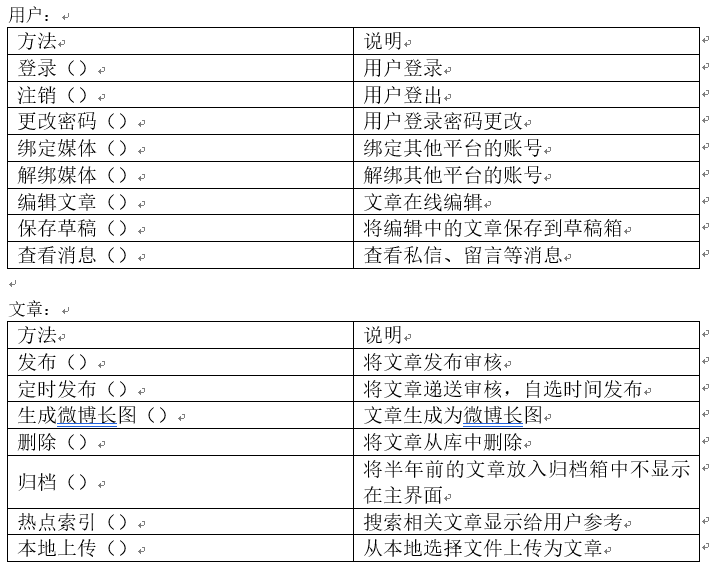 用户：
方法 说明
登录（） 用户登录
注销（） 用户登出
更改密码（） 用户登录密码更改
绑定媒体（） 绑定其他平台的账号
解绑媒体（） 解绑其他平台的账号
编辑文章（） 文章在线编辑
保存草稿（） 将编辑中的文章保存到草稿箱
查看消息（） 查看私信、留言等消息
文章：
方法 说明
发布（） 将文章发布审核
定时发布（） 将文章递送审核，自选时间发布
生成微博长图（） 文章生成为微博长图
删除（） 将文章从库中删除
归档（） 将半年前的文章放入归档箱中不显示
在主界面
热点索引（） 搜索相关文章显示给用户参考
本地上传（） 从本地选择文件上传为文章